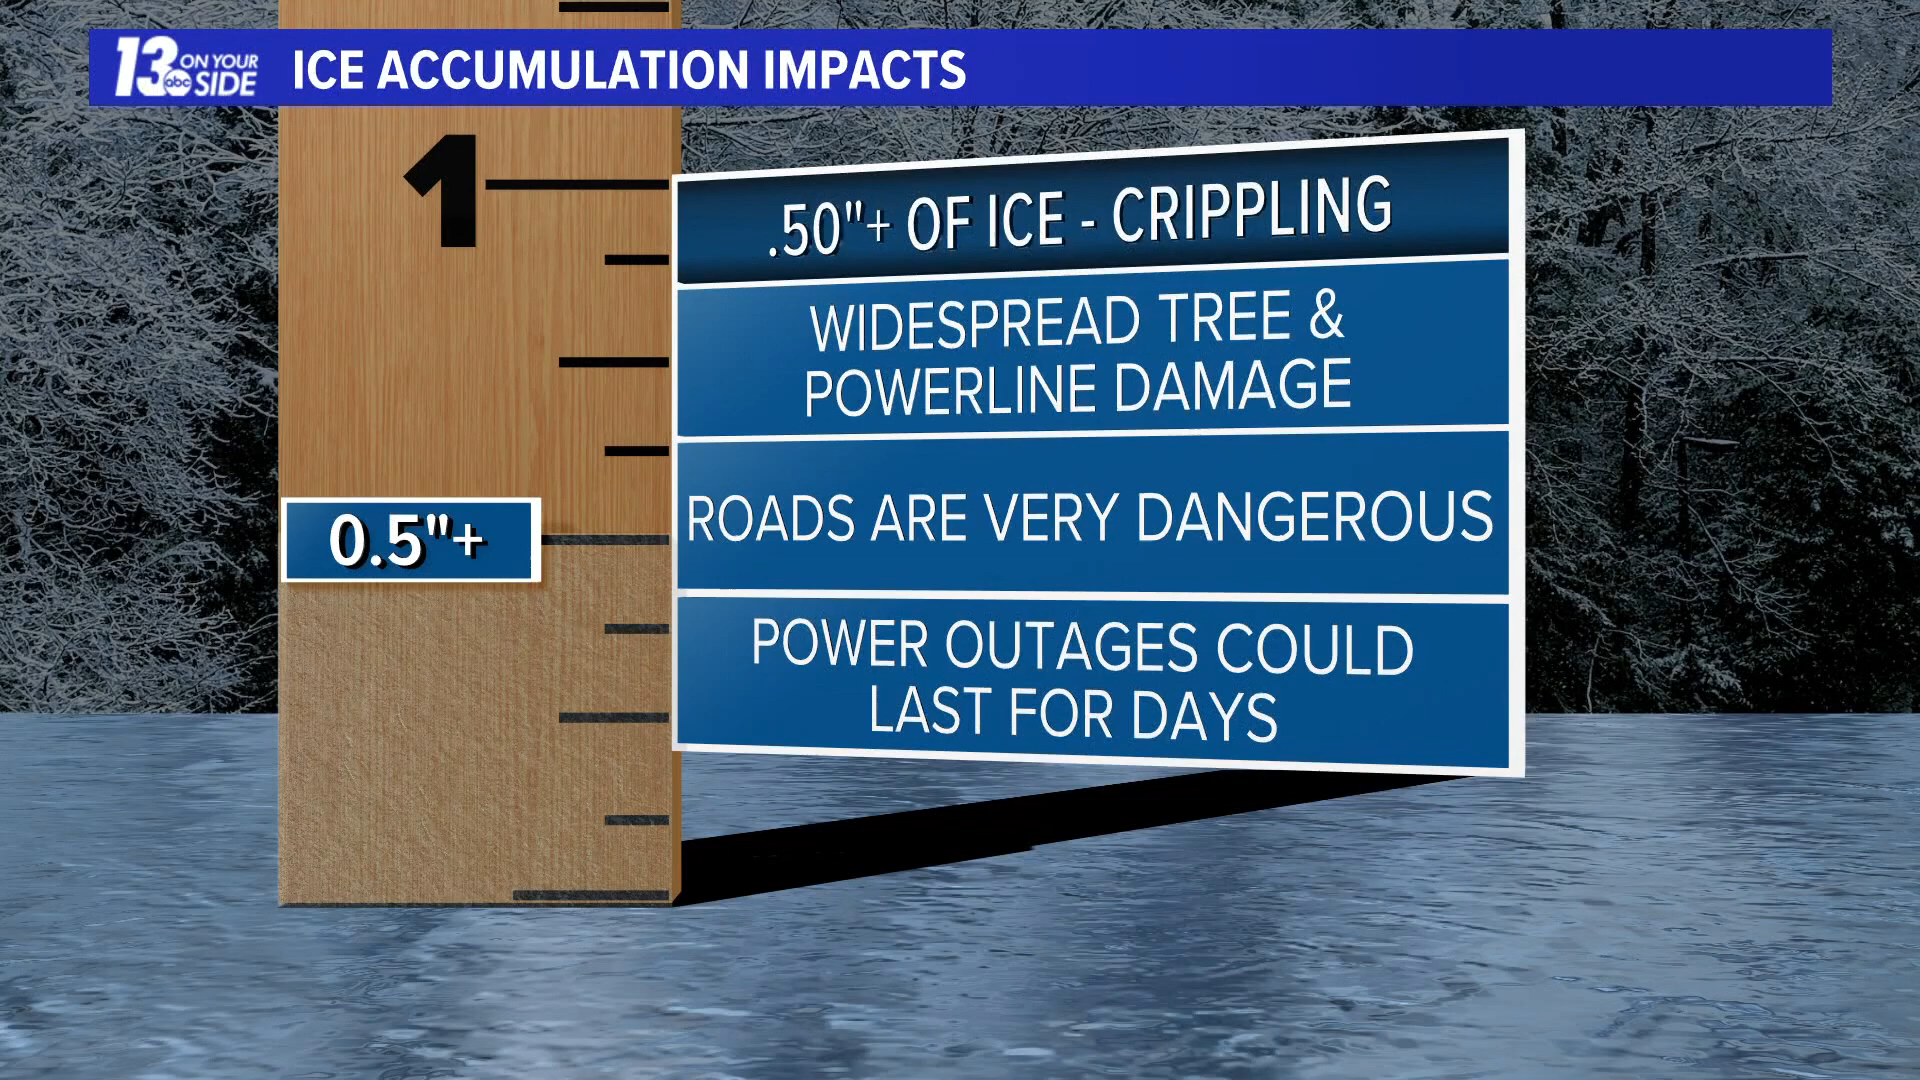 13 ON YOUR SIDE abc
ICE ACCUMULATION IMPACTS
1
.50"+ OF ICE - CRIPPLING
WIDESPREAD TREE &
POWERLINE DAMAGE
ROADS ARE VERY DANGEROUS
0.5"+
POWER OUTAGES COULD
LAST FOR DAYS